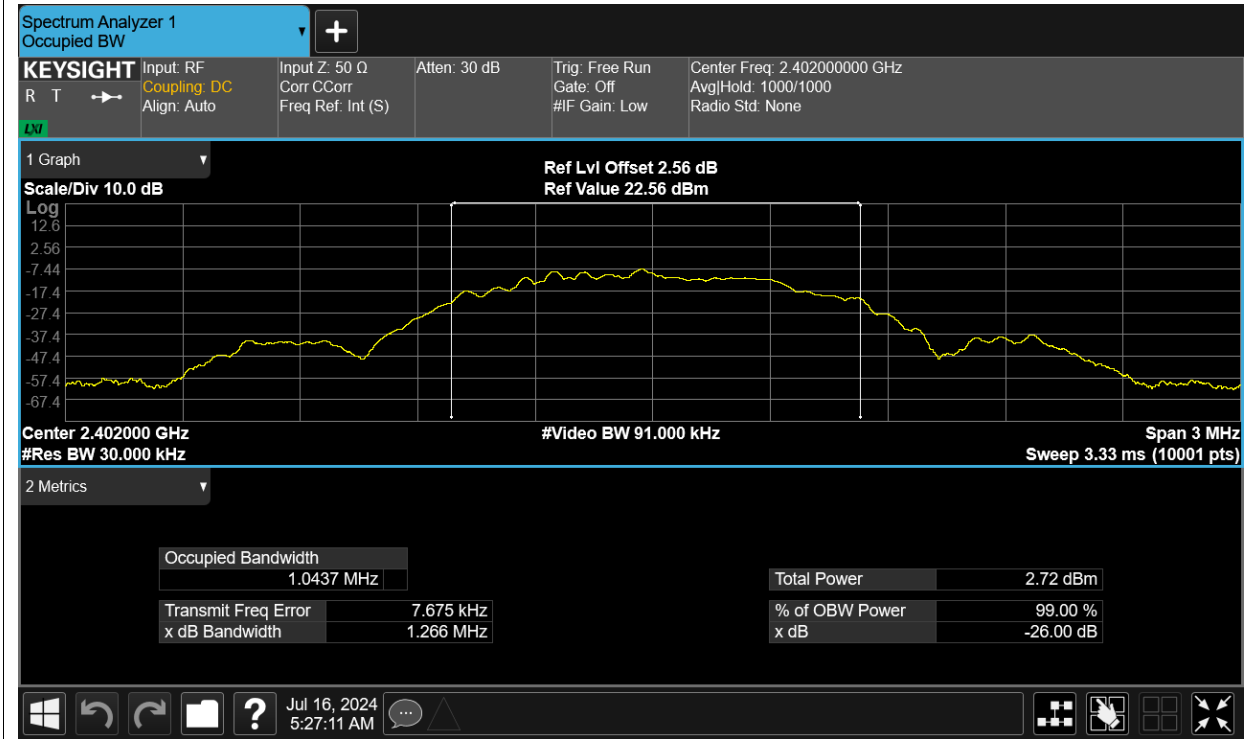 Spectrum Analyzer 1
Occupied BW
KEYSIGHT
R T
LXI
Input: RF
Coupling: DC
Align: Auto
Input Z: 50 Ω
Corr CCorr
Freq Ref: Int (S)
Atten: 30 dB
Trig: Free Run
Gate: Off
#IF Gain: Low
Center Freq: 2.402000000 GHz
Avg|Hold: 1000/1000
Radio Std: None
1 Graph
Scale/Div 10.0 dB
Ref Lvl Offset 2.56 dB
Ref Value 22.56 dBm
Log
12.6
2.56
-7.44
-17.4
-27.4
-37.4
-47.4
-57.4
-67.4
Center 2.402000 GHz
#Video BW 91.000 kHz
Span 3 MHz
#Res BW 30.000 kHz
Sweep 3.33 ms (10001 pts)
2 Metrics
Occupied Bandwidth
1.0437 MHz
Total Power 2.72 dBm
Transmit Freq Error 7.675 kHz
% of OBW Power 99.00 %
x dB Bandwidth 1.266 MHz
x dB -26.00 dB
?
Jul 16, 2024
5:27:11 AM